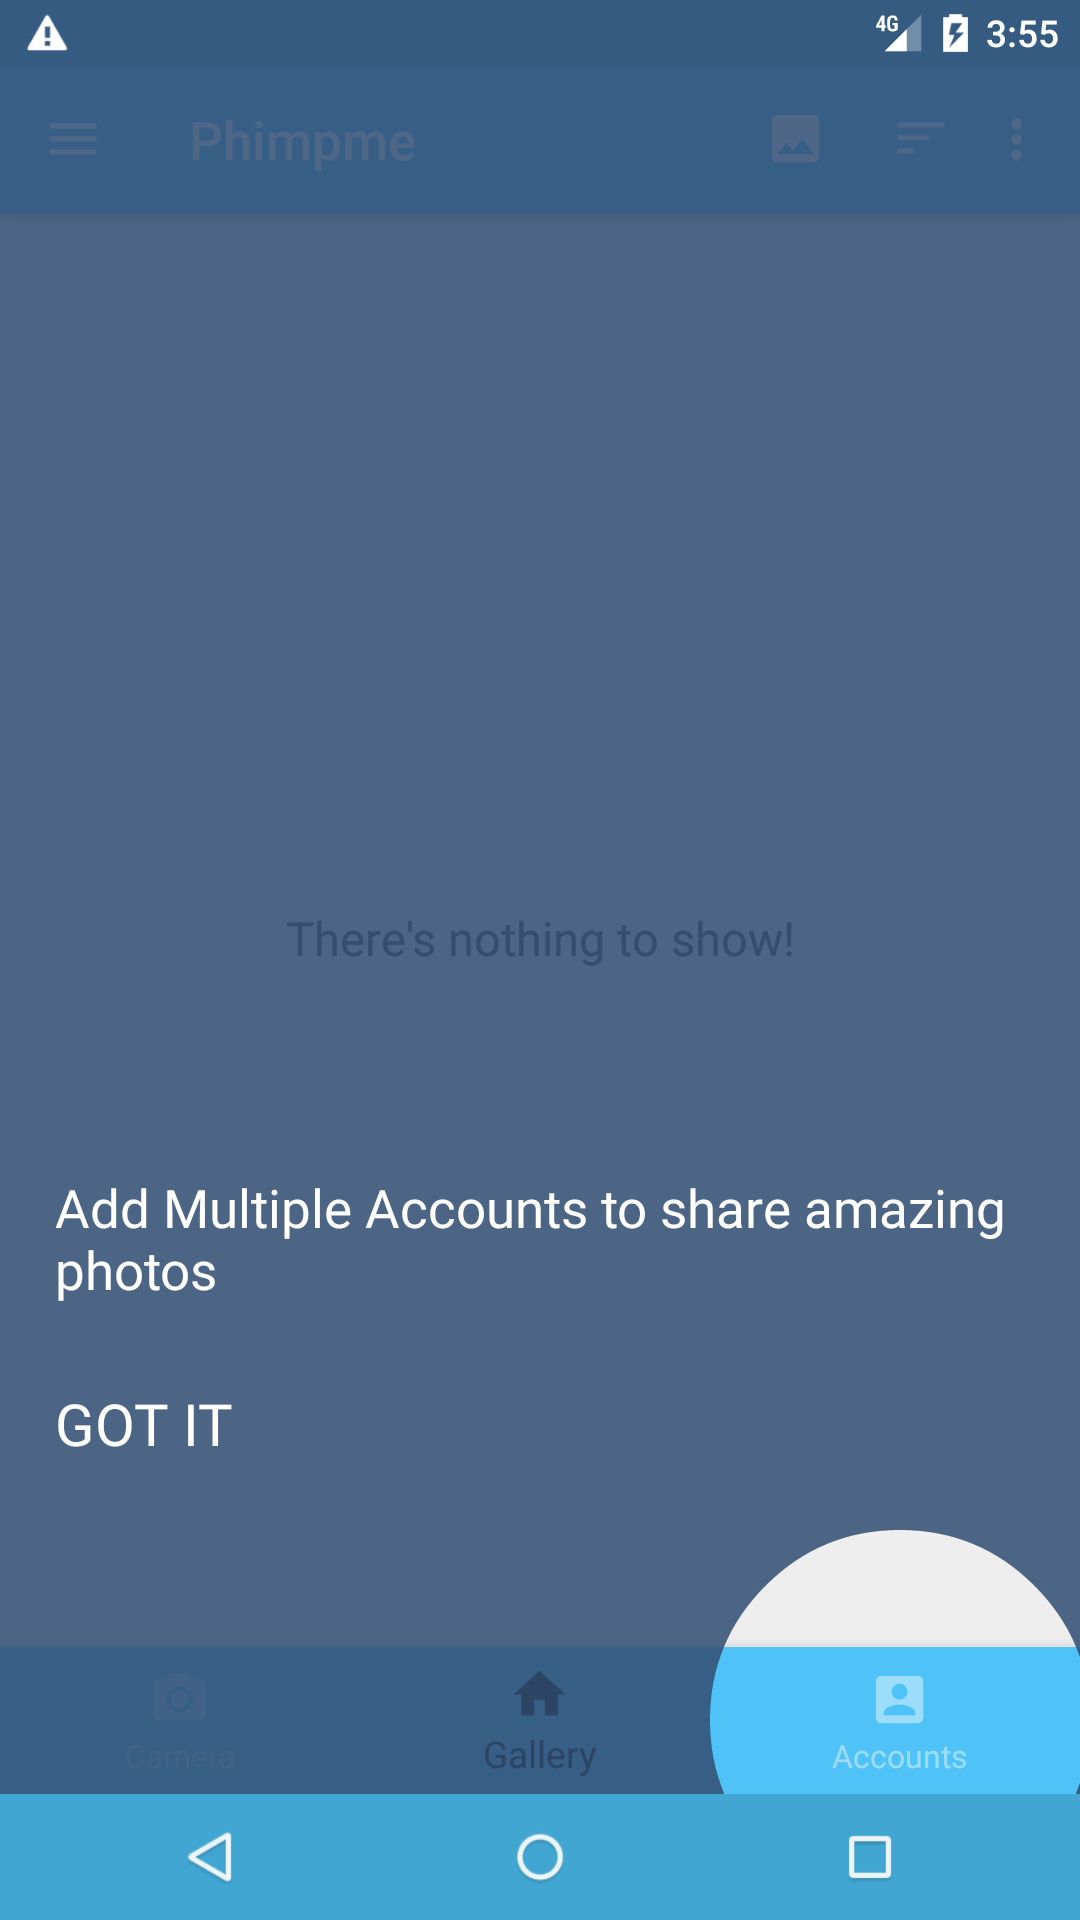 4G 3:55
Phimpme
There's nothing to show!
Add Multiple Accounts to share amazing
photos
GOT IT
Camera
Gallery
Accounts